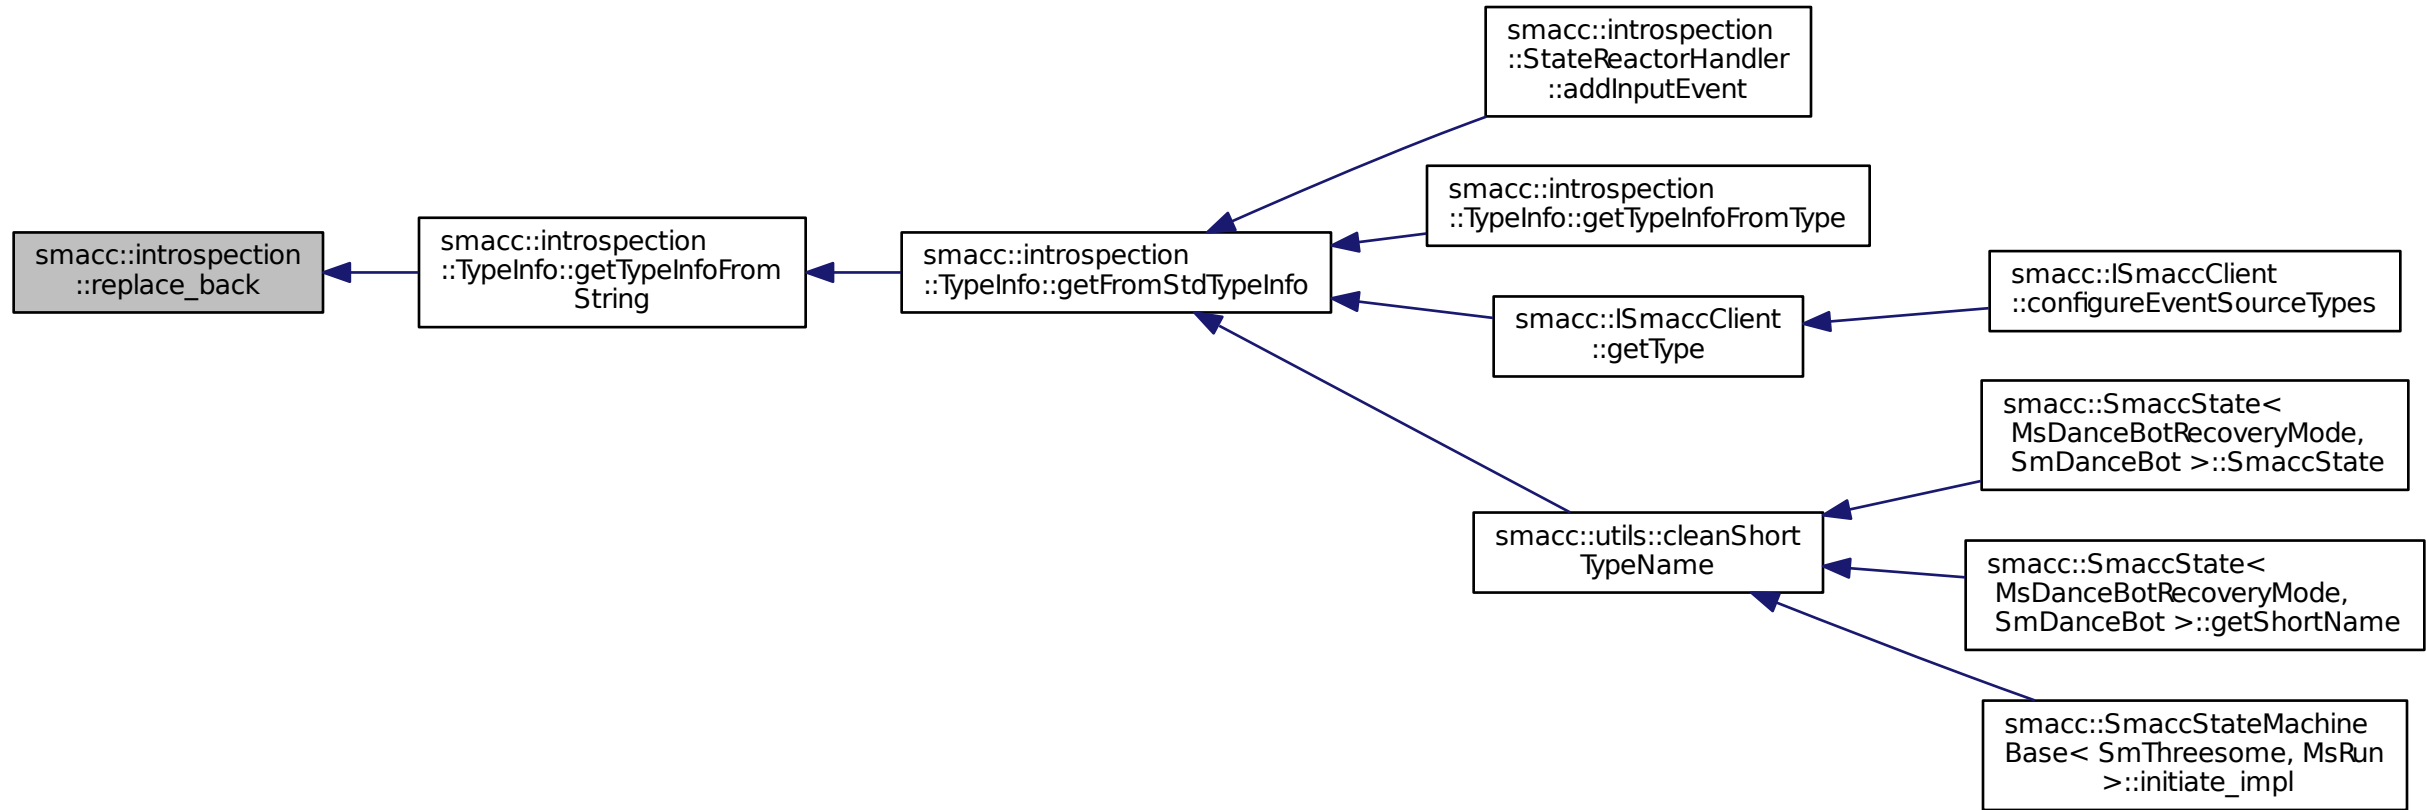 smacc::introspection
::replace_back
smacc::introspection
::TypeInfo::getTypeInfoFrom
String
smacc::introspection
::TypeInfo::getFromStdTypeInfo
smacc::introspection
::StateReactorHandler
::addInputEvent
smacc::introspection
::TypeInfo::getTypeInfoFromType
smacc::ISmaccClient
::getType
smacc::utils::cleanShort
TypeName
smacc::ISmaccClient
::configureEventSourceTypes
smacc::SmaccState<
MsDanceBotRecoveryMode,
SmDanceBot >::SmaccState
smacc::SmaccState<
MsDanceBotRecoveryMode,
SmDanceBot >::getShortName
smacc::SmaccStateMachine
Base< SmThreesome, MsRun
>::initiate_impl